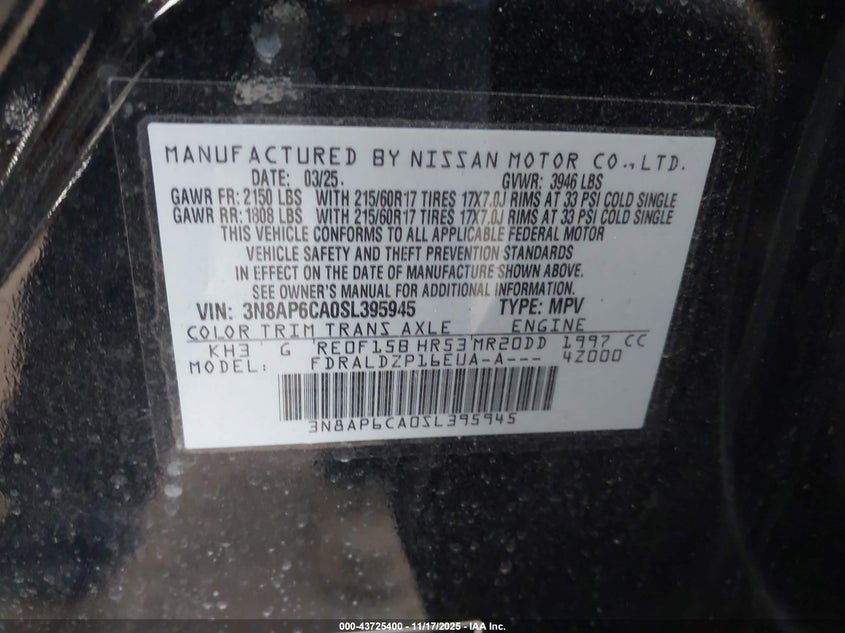 MANUFACTURED BY NISSAN MOTOR CO.,LTD.
DATE: 03/25. GVWR: 3946 LBS
GAWR FR: 2150 LBS WITH 215/60R17 TIRES 17X7.0J RIMS AT 33 PSI COLD SINGLE
GAWR RR: 1808 LBS WITH 215/60R17 TIRES 17X7.0J RIMS AT 33 PSI COLD SINGLE
THIS VEHICLE CONFORMS TO ALL APPLICABLE FEDERAL MOTOR
VEHICLE SAFETY AND THEFT PREVENTION STANDARDS
IN EFFECT ON THE DATE OF MANUFACTURE SHOWN ABOVE.
SEE OWNER'S MANUAL FOR ADDITIONAL INFORMATION.
VIN: 3N8AP6CA0SL395945 TYPE: MPV
COLOR TRIM TRANS AXLE ENGINE
KH3 G RE0F15B HR53 MR20DD 1997 CC
MODEL: FDRALDZP16EUA-A--- 4Z000
3N8AP6CA0SL395945
000-43725400 - 11/17/2025 - IAA Inc.